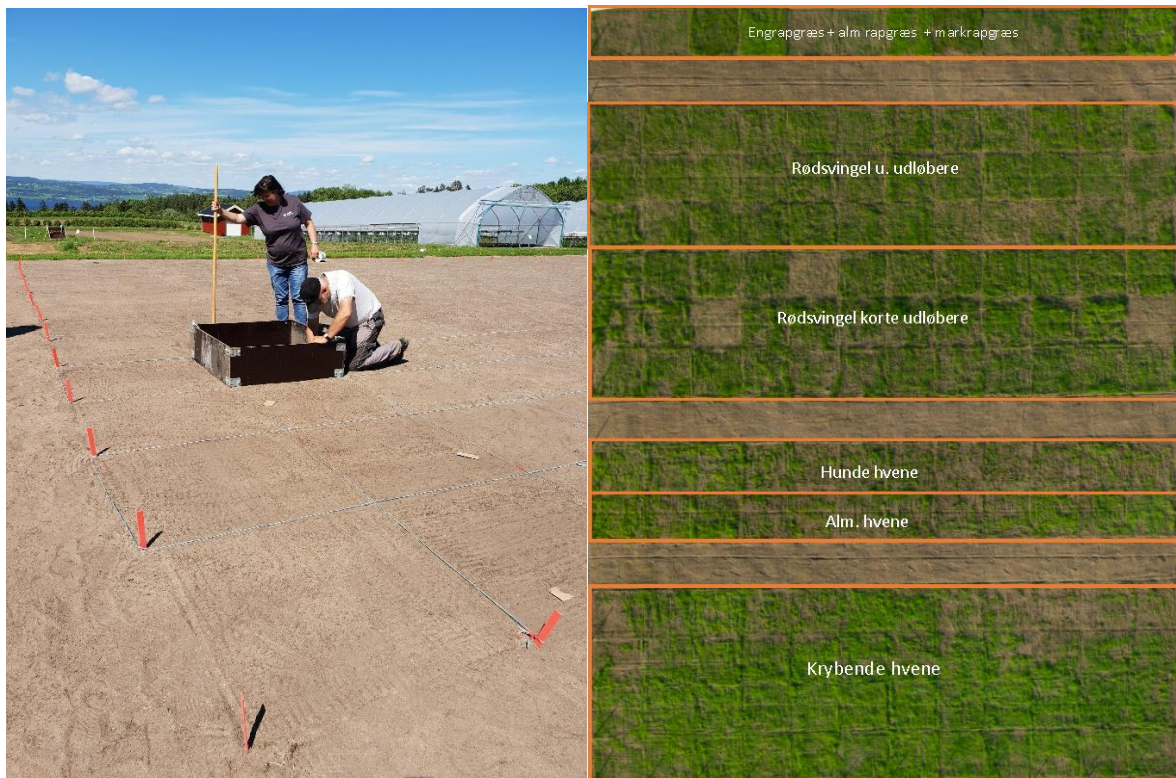 Engrapgræs + alm rapgræs + markrapgræs
Rødsvingel u. udløbere
Rødsvingel korte udløbere
Hunde hvene
Alm. hvene
Krybende hvene